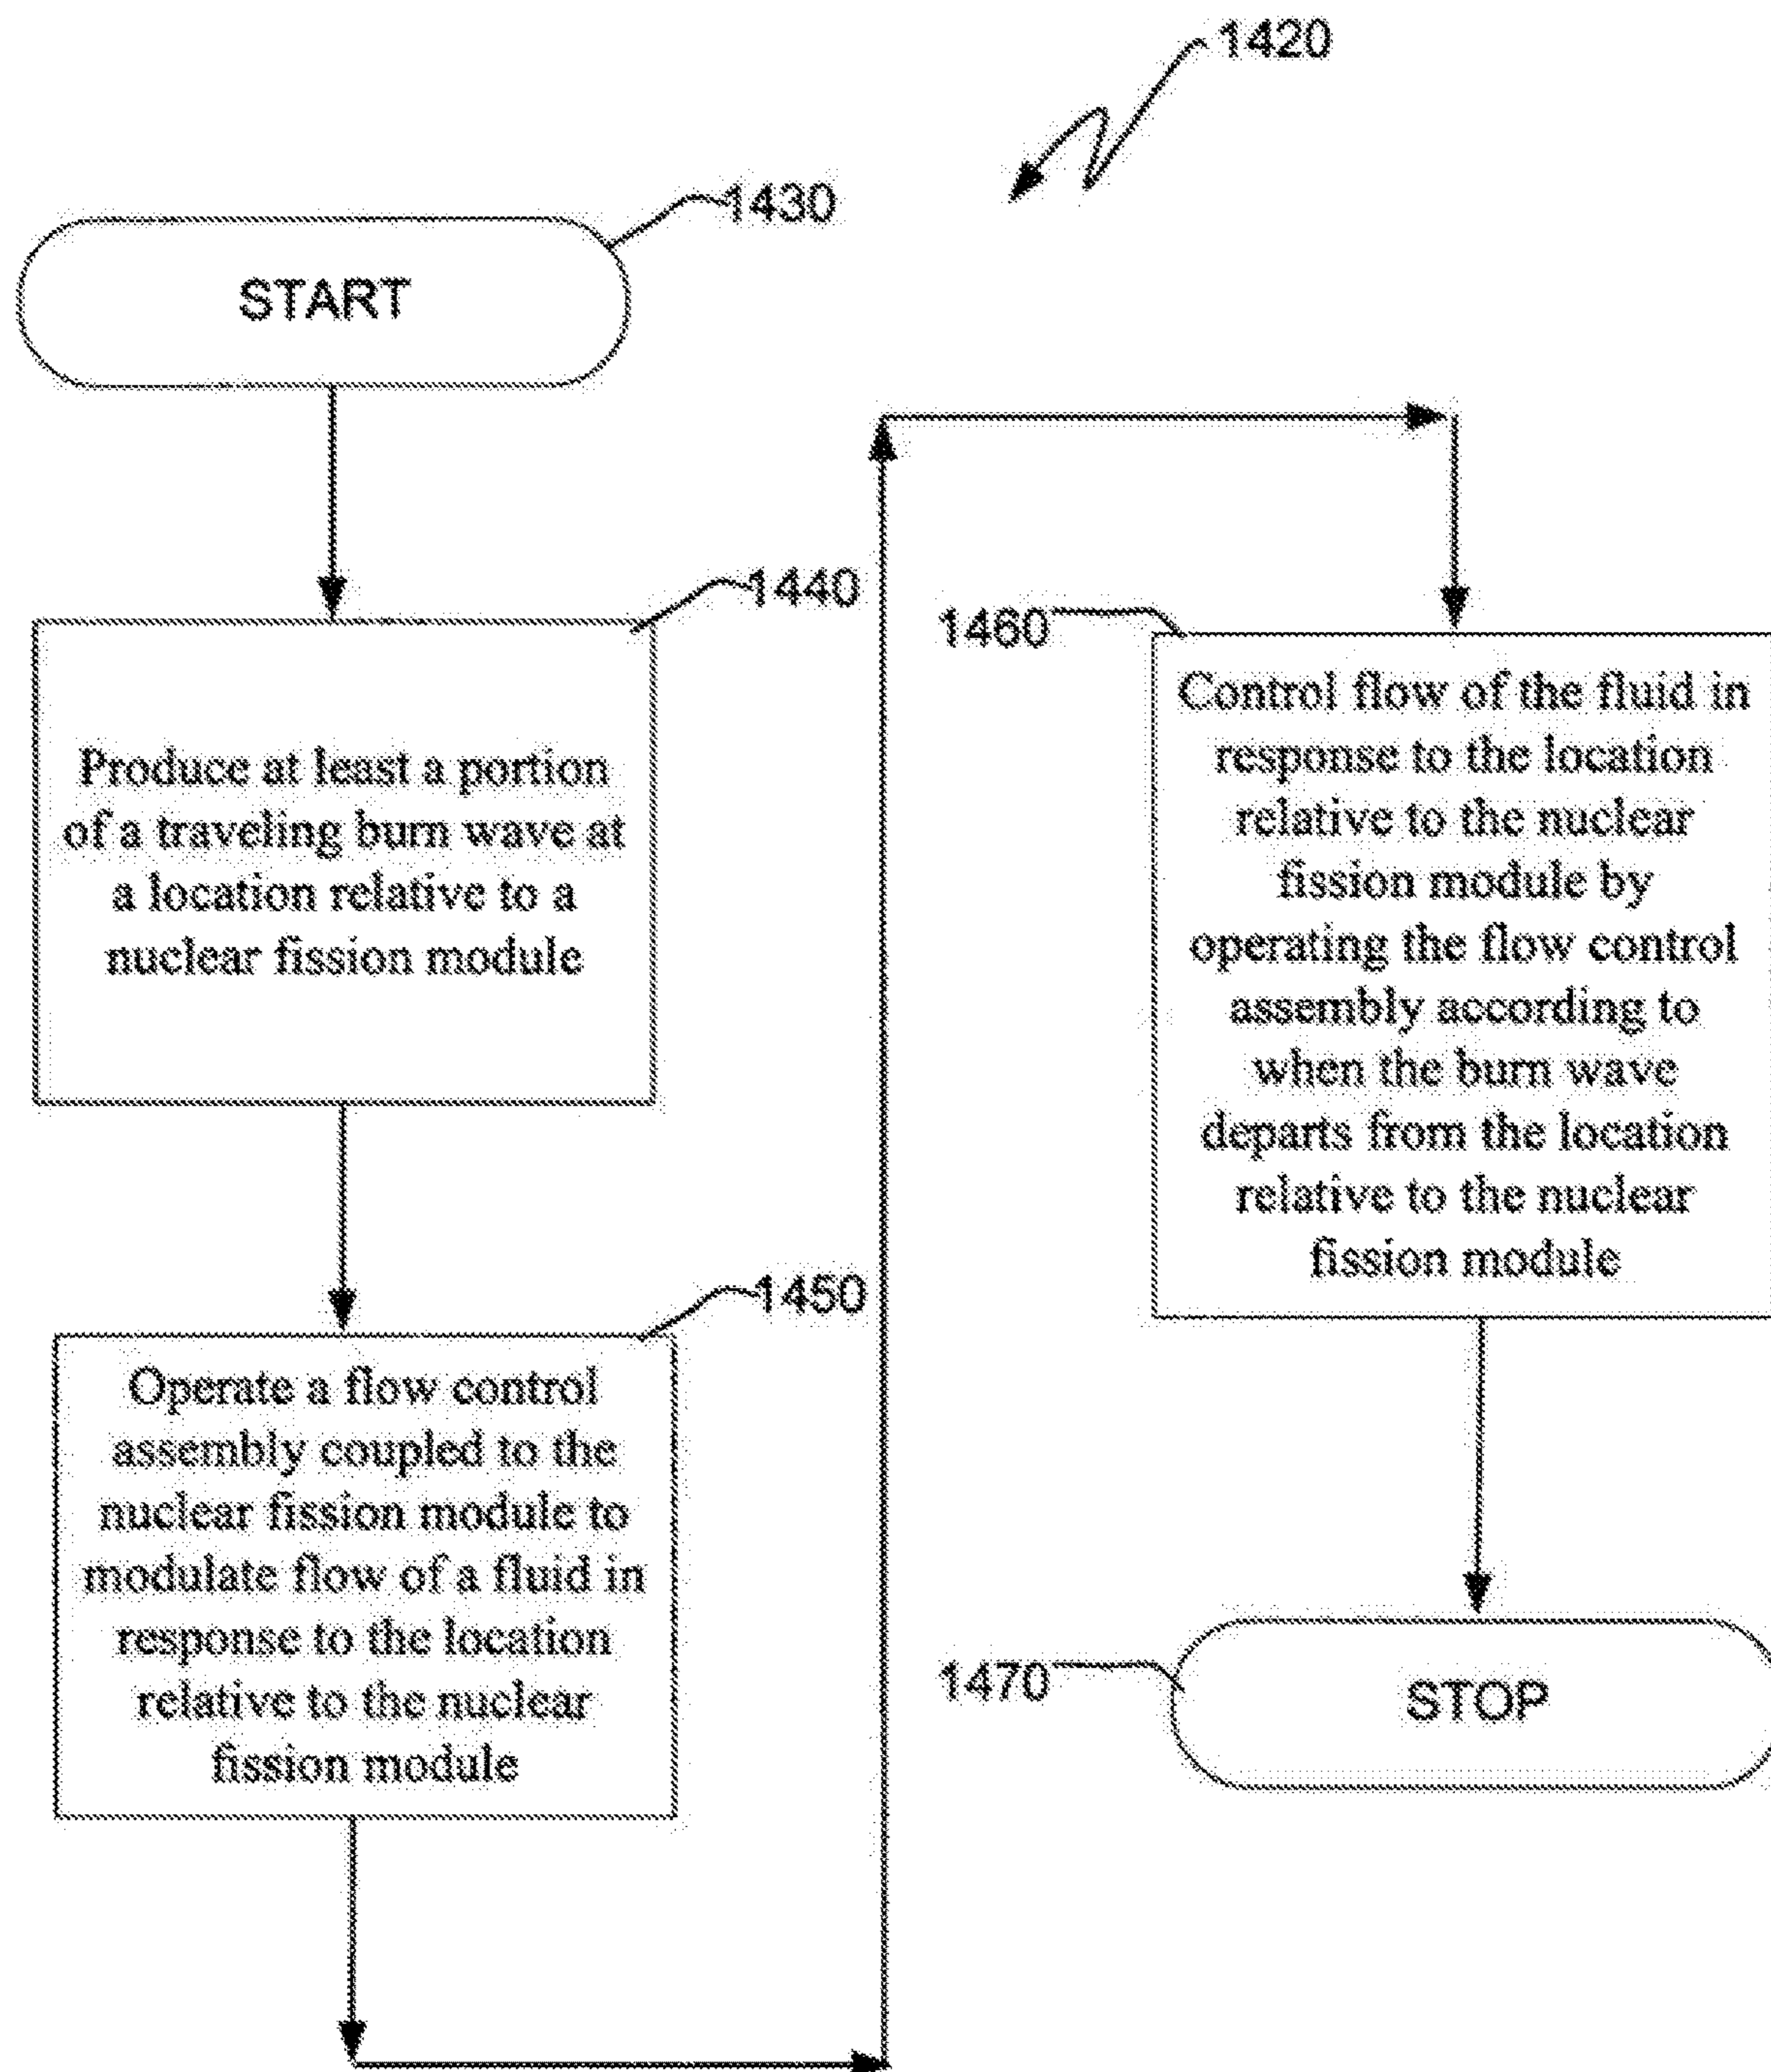 1420
1430
START
1440
Produce at least a portion
of a traveling burn wave at
a location relative to a
nuclear fission module
1450
Operate a flow control
assembly coupled to the
nuclear fission module to
modulate flow of a fluid in
response to the location
relative to the nuclear
fission module
1460
Control flow of the fluid in
response to the location
relative to the nuclear
fission module by
operating the flow control
assembly according to
when the burn wave
departs from the location
relative to the nuclear
fission module
1470
STOP